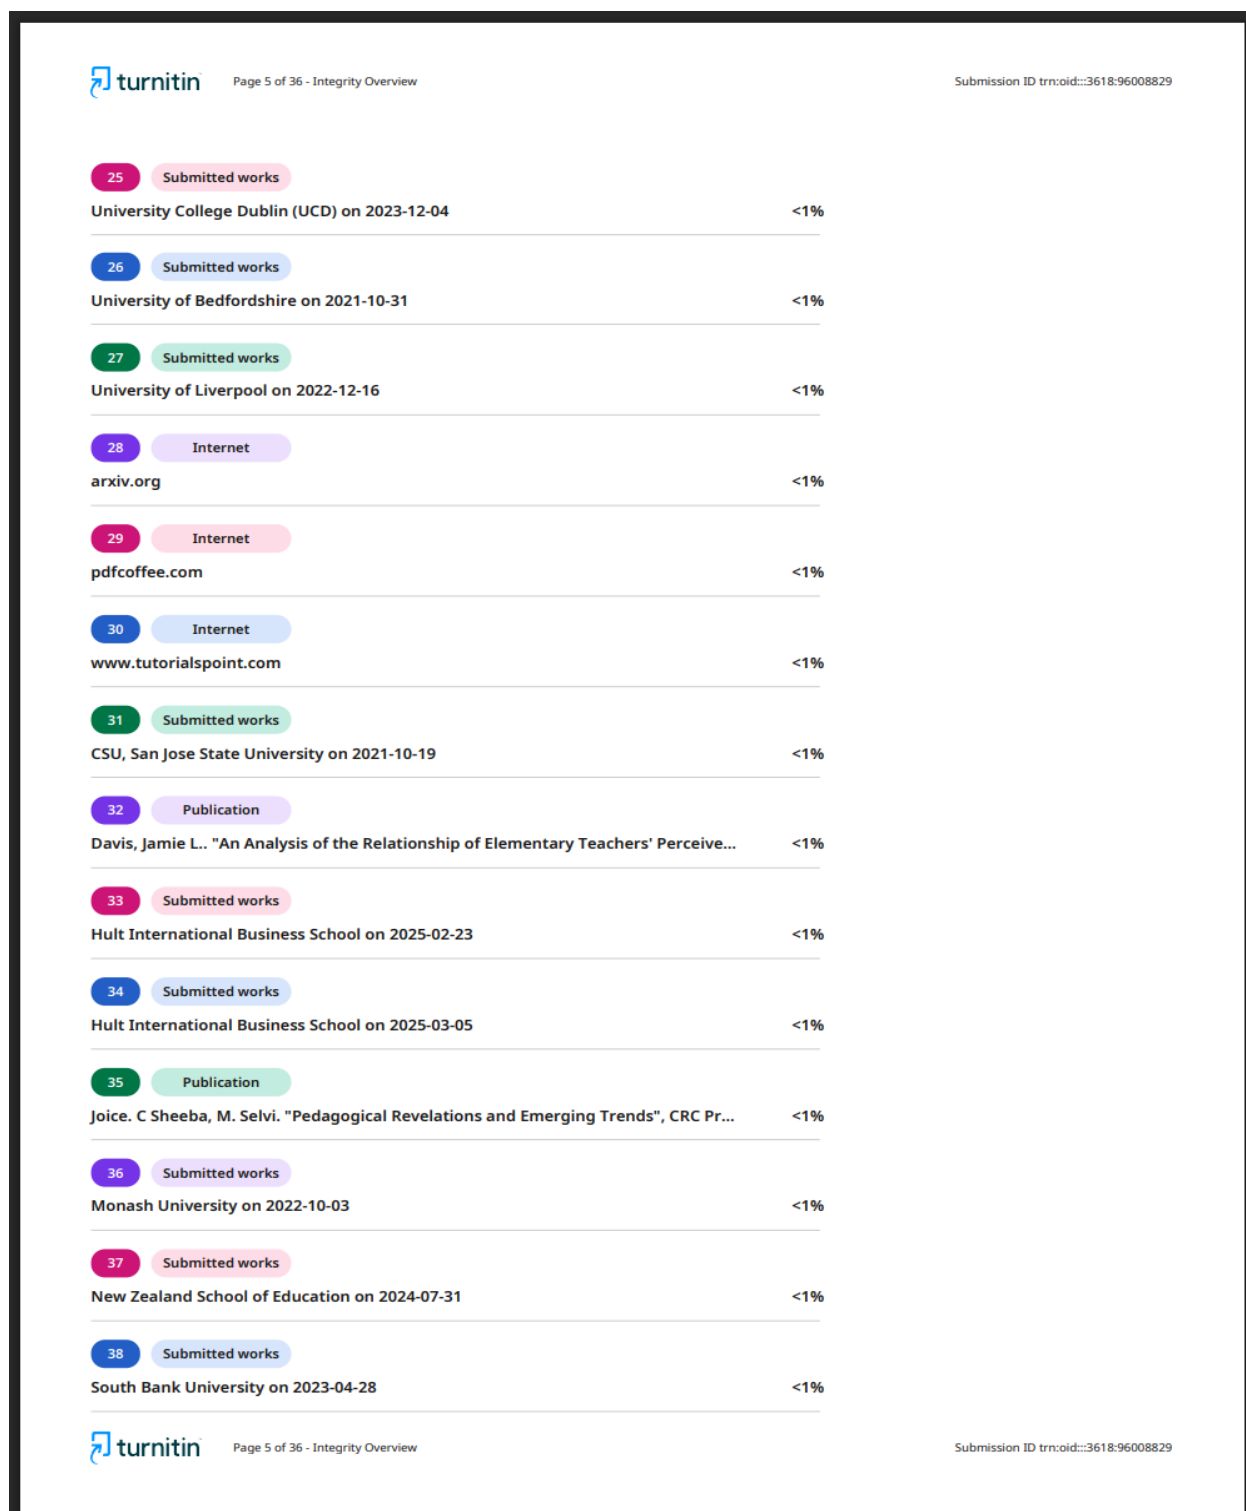 turnitin Page 5 of 36 - Integrity Overview Submission ID trn:oid:::3618:96008829
25 Submitted works
University College Dublin (UCD) on 2023-12-04 <1%
26 Submitted works
University of Bedfordshire on 2021-10-31 <1%
27 Submitted works
University of Liverpool on 2022-12-16 <1%
28 Internet
arxiv.org <1%
29 Internet
pdfcoffee.com <1%
30 Internet
www.tutorialspoint.com <1%
31 Submitted works
CSU, San Jose State University on 2021-10-19 <1%
32 Publication
Davis, Jamie L.. "An Analysis of the Relationship of Elementary Teachers' Perceive... <1%
33 Submitted works
Hult International Business School on 2025-02-23 <1%
34 Submitted works
Hult International Business School on 2025-03-05 <1%
35 Publication
Joice. C Sheeba, M. Selvi. "Pedagogical Revelations and Emerging Trends", CRC Pr... <1%
36 Submitted works
Monash University on 2022-10-03 <1%
37 Submitted works
New Zealand School of Education on 2024-07-31 <1%
38 Submitted works
South Bank University on 2023-04-28 <1%
turnitin Page 5 of 36 - Integrity Overview Submission ID trn:oid:::3618:96008829